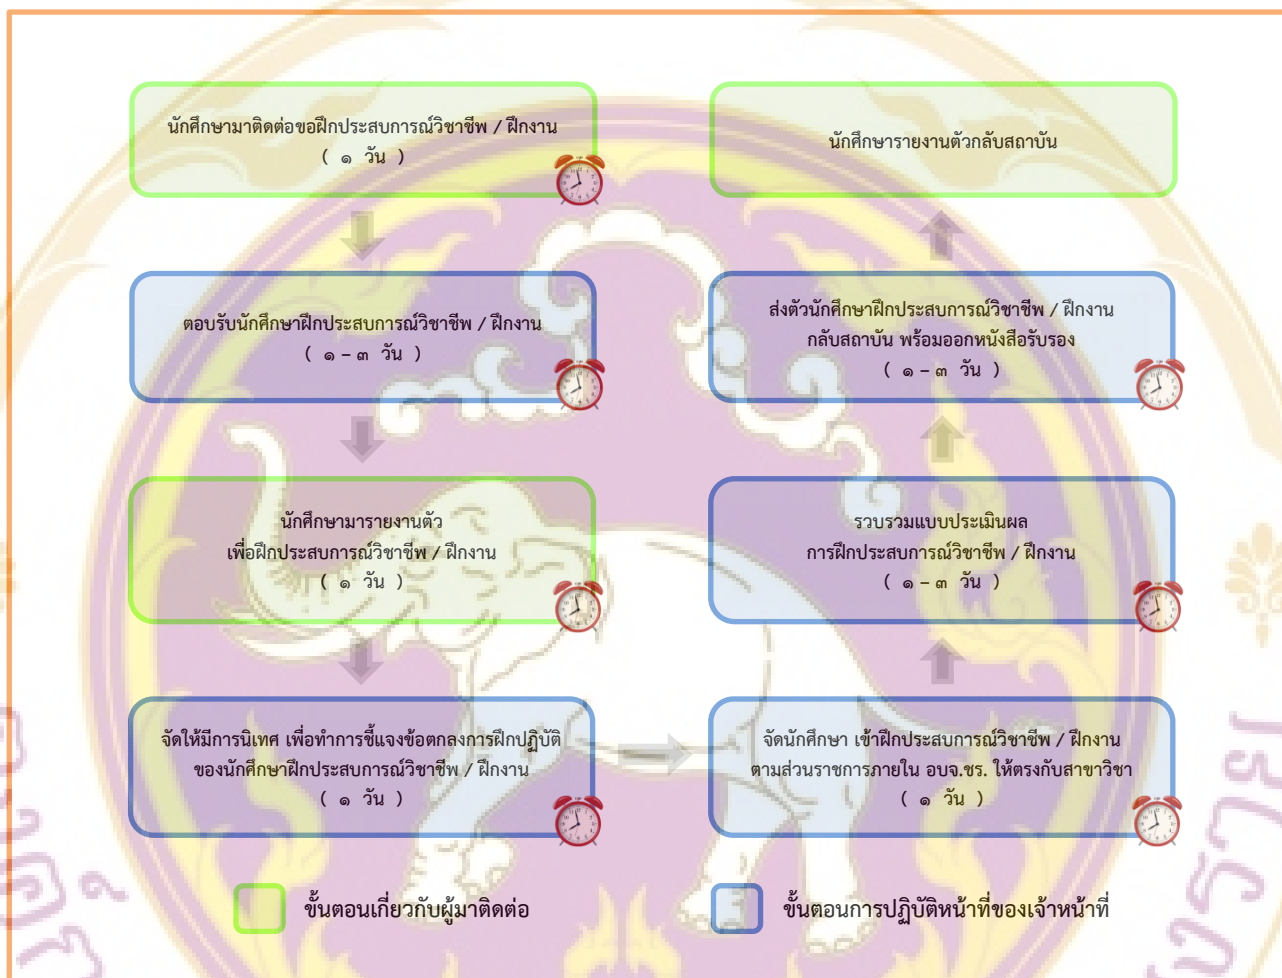 นักศึกษามาติดต่อขอฝึกประสบการณ์วิชาชีพ / ฝึกงาน
( ๑ วัน )
ตอบรับนักศึกษาฝึกประสบการณ์วิชาชีพ / ฝึกงาน
( ๑ – ๓ วัน )
นักศึกษามารายงานตัว
เพื่อฝึกประสบการณ์วิชาชีพ / ฝึกงาน
( ๑ วัน )
จัดให้มีการนิเทศ เพื่อทำการชี้แจงข้อตกลงการฝึกปฏิบัติ
ของนักศึกษาฝึกประสบการณ์วิชาชีพ / ฝึกงาน
( ๑ วัน )
จัดนักศึกษา เข้าฝึกประสบการณ์วิชาชีพ / ฝึกงาน
ตามส่วนราชการภายใน อบจ.ชร. ให้ตรงกับสาขาวิชา
( ๑ วัน )
รวบรวมแบบประเมินผล
การฝึกประสบการณ์วิชาชีพ / ฝึกงาน
( ๑ – ๓ วัน )
ส่งตัวนักศึกษาฝึกประสบการณ์วิชาชีพ / ฝึกงาน
กลับสถาบัน พร้อมออกหนังสือรับรอง
( ๑ – ๓ วัน )
นักศึกษารายงานตัวกลับสถาบัน
ขั้นตอนเกี่ยวกับผู้มาติดต่อ
ขั้นตอนการปฏิบัติหน้าที่ของเจ้าหน้าที่